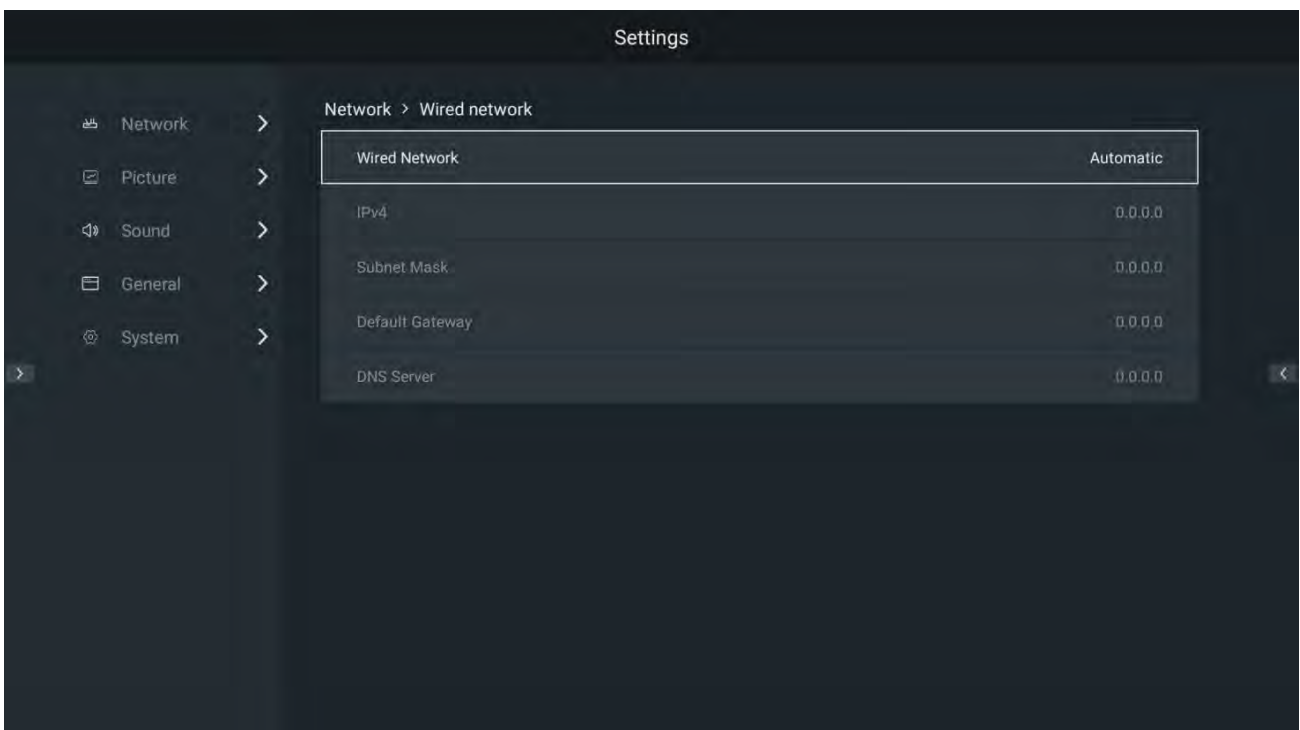 Settings
Network
Picture
Sound
General
System
Network > Wired network
Wired Network Automatic
IPv4 0.0.0.0
Subnet Mask 0.0.0.0
Default Gateway 0.0.0.0
DNS Server 0.0.0.0